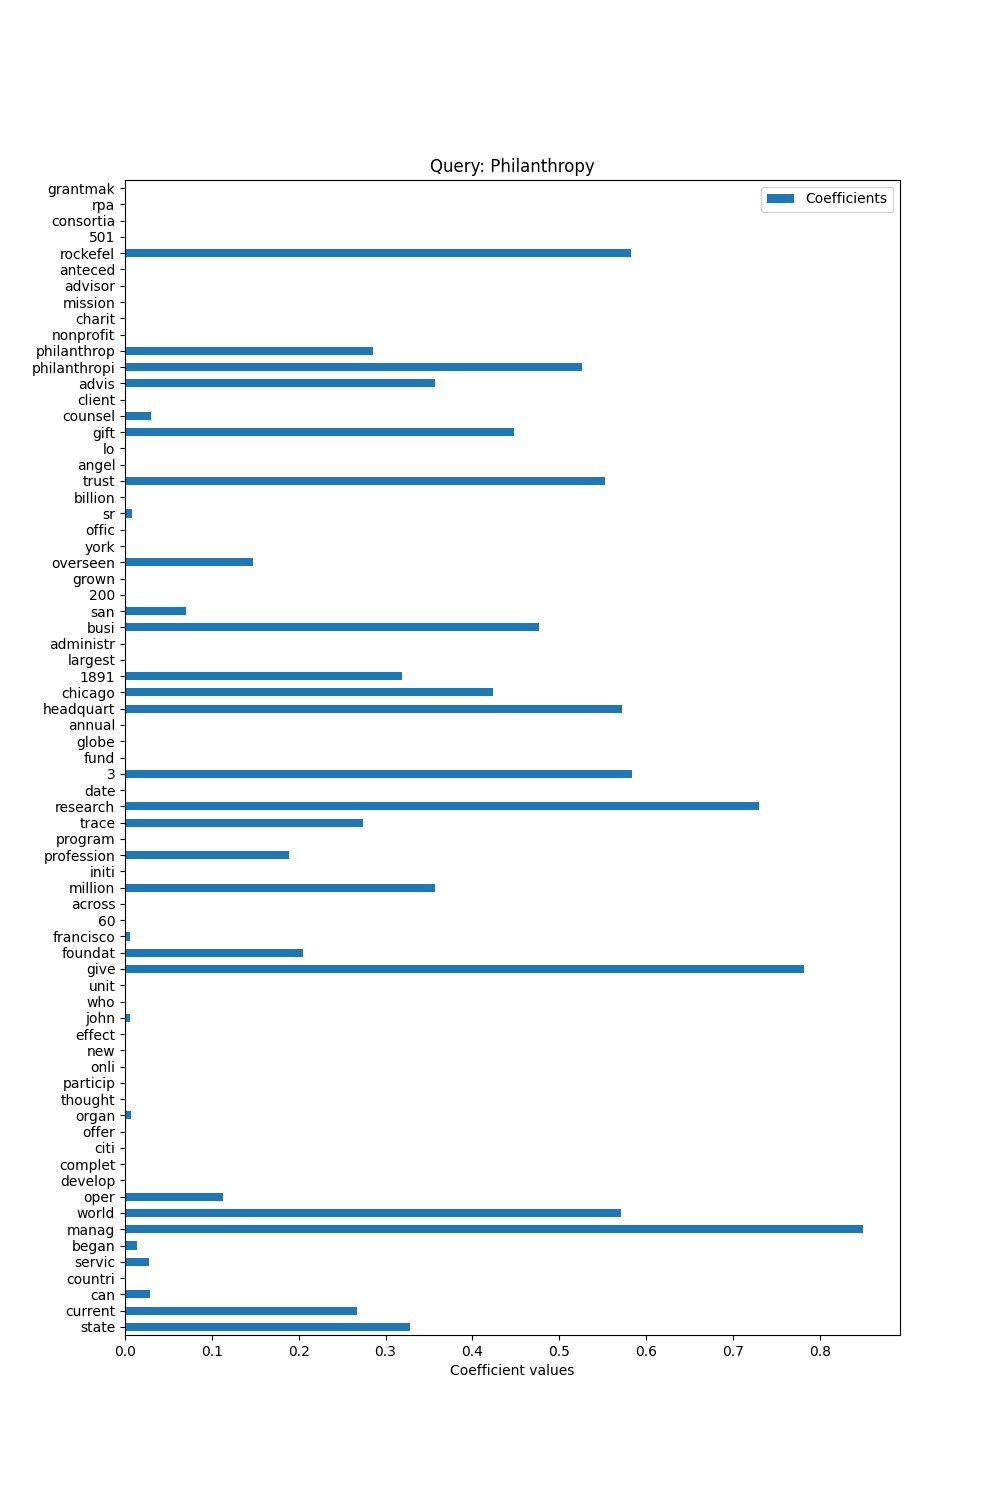 Query: Philanthropy
Coefficients
grantmak
rpa
consortia
501
rockefel
anteced
advisor
mission
charit
nonprofit
philanthrop
philanthropi
advis
client
counsel
gift
lo
angel
trust
billion
sr
offic
york
overseen
grown
200
san
busi
administr
largest
1891
chicago
headquart
annual
globe
fund
3
date
research
trace
program
profession
initi
million
across
60
francisco
foundat
give
unit
who
john
effect
new
onli
particip
thought
organ
offer
citi
complet
develop
oper
world
manag
began
servic
countri
can
current
state
0.0 0.1 0.2 0.3 0.4 0.5 0.6 0.7 0.8
Coefficient values